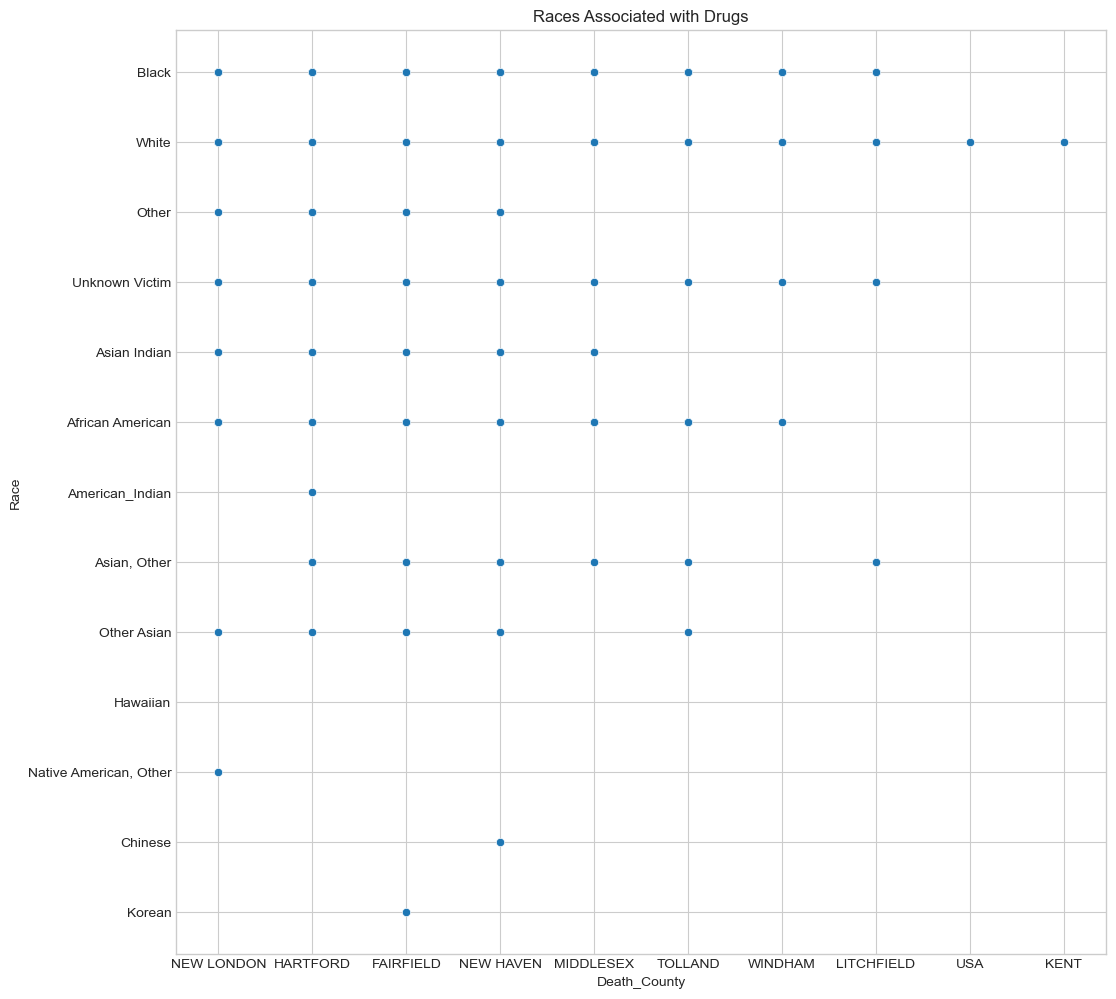 Races Associated with Drugs
Black
White
Other
Unknown Victim
Asian Indian
African American
American_Indian
Race
Asian, Other
Other Asian
Hawaiian
Native American, Other
Chinese
Korean
NEW LONDON HARTFORD FAIRFIELD NEW HAVEN MIDDLESEX TOLLAND WINDHAM LITCHFIELD USA KENT
Death_County